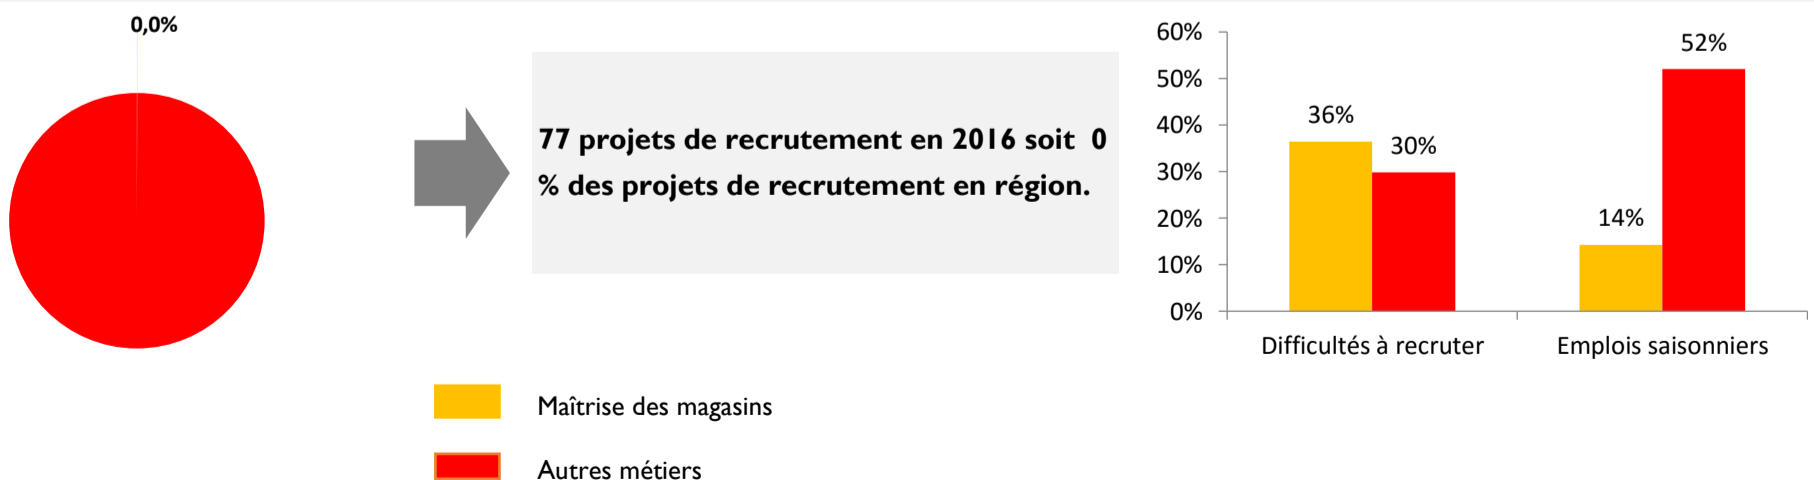 0,0%
77 projets de recrutement en 2016 soit  0
% des projets de recrutement en région.
60%
50%
40%
30%
20%
10%
0%
36%
30%
14%
52%
Difficultés à recruter
Emplois saisonniers
Maîtrise des magasins
Autres métiers